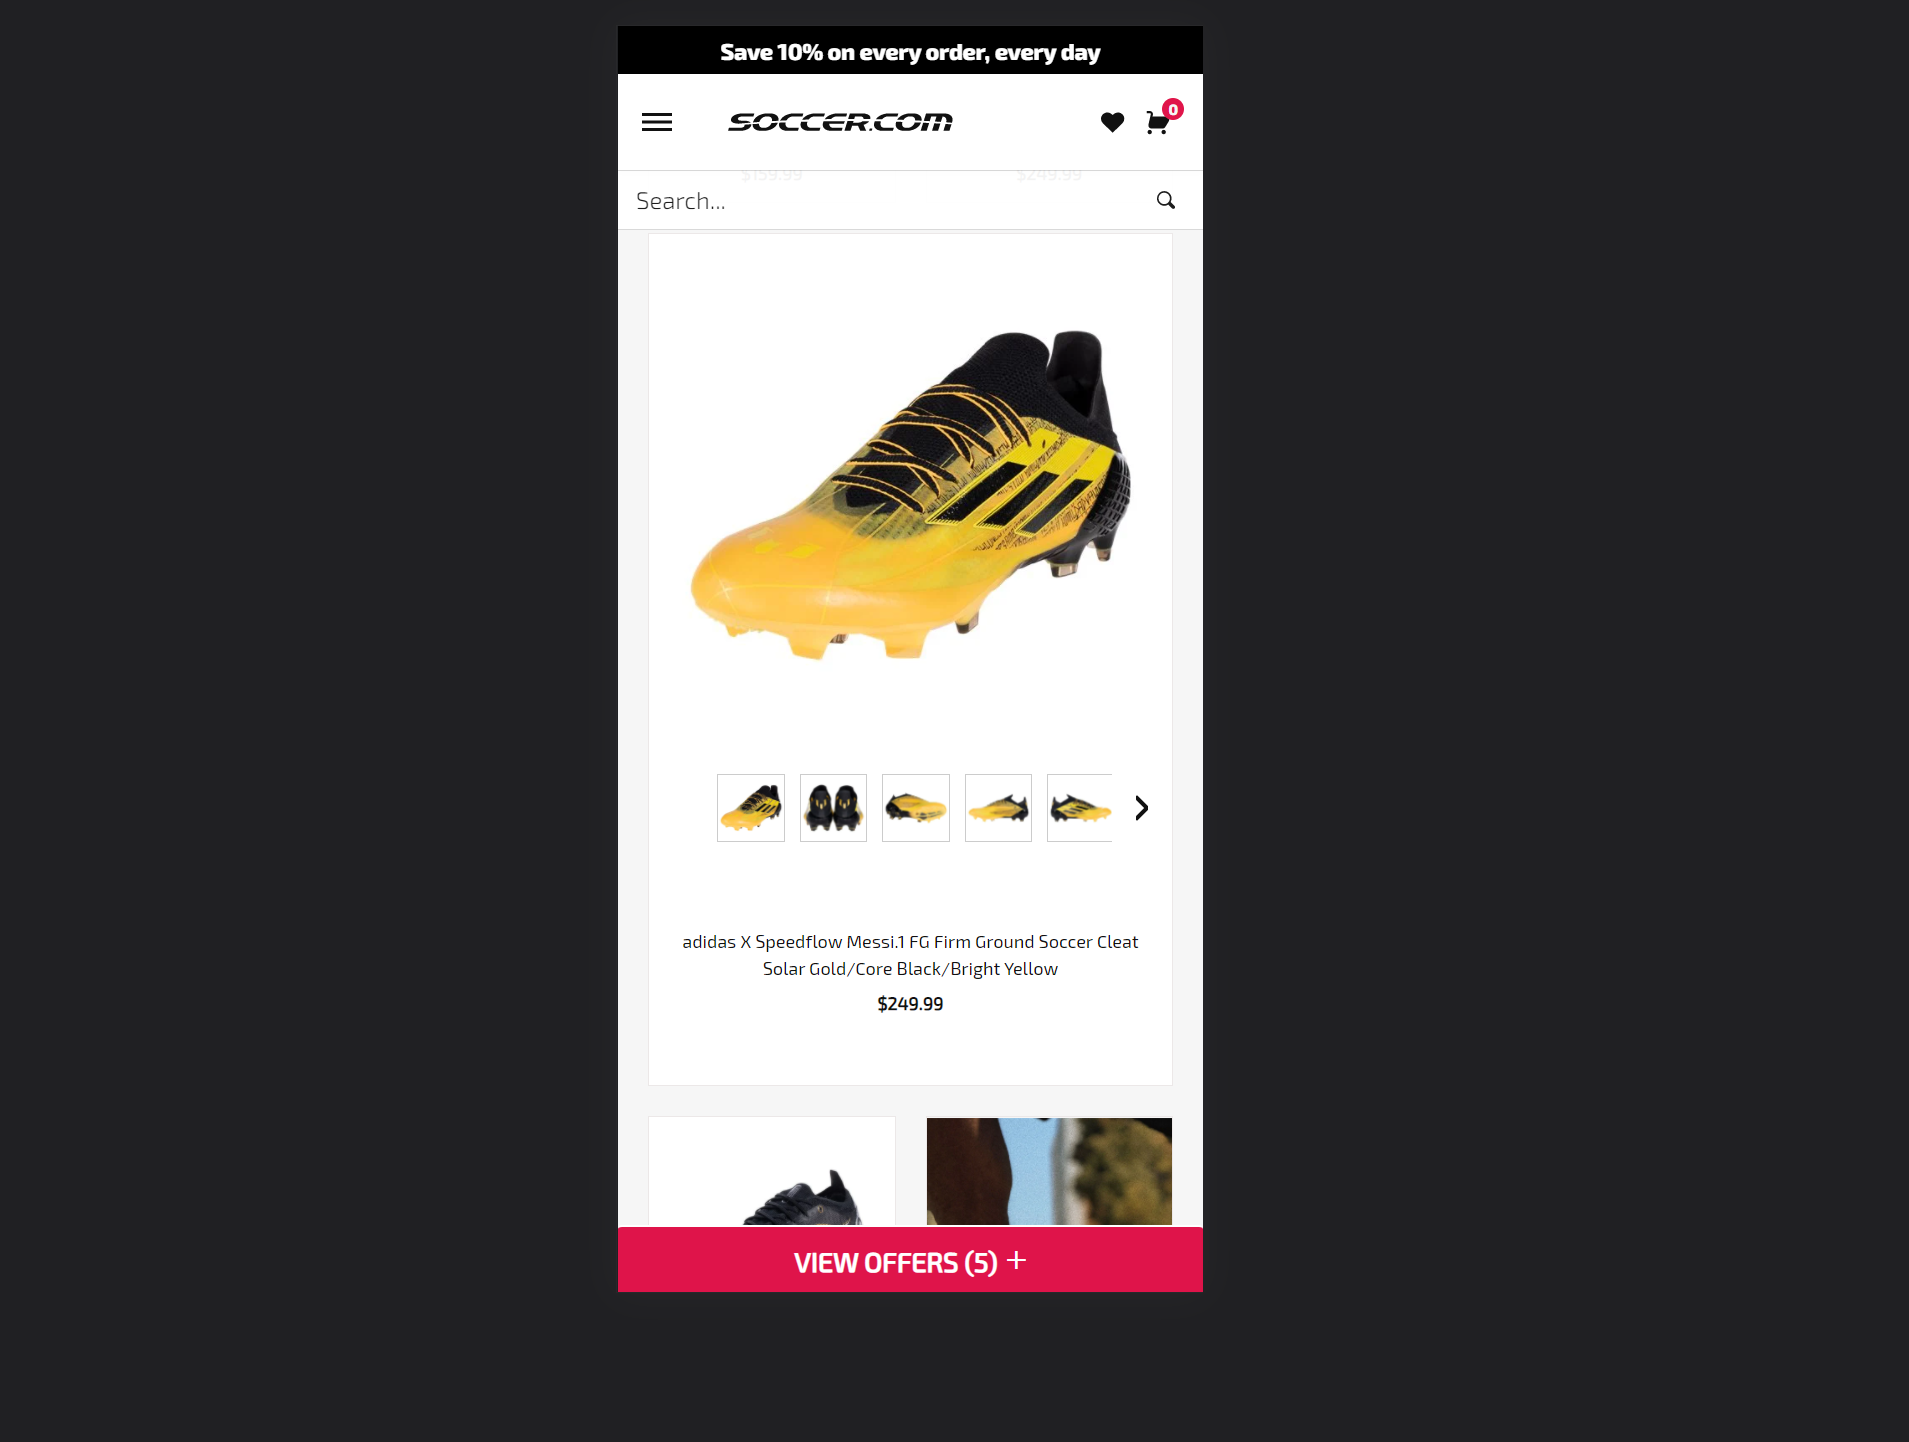 Save 10% on every order, every day
SOCCER.COM
0
$159.99 $249.99
Search...
adidas X Speedflow Messi.1 FG Firm Ground Soccer Cleat
Solar Gold/Core Black/Bright Yellow
$249.99
VIEW OFFERS (5) +